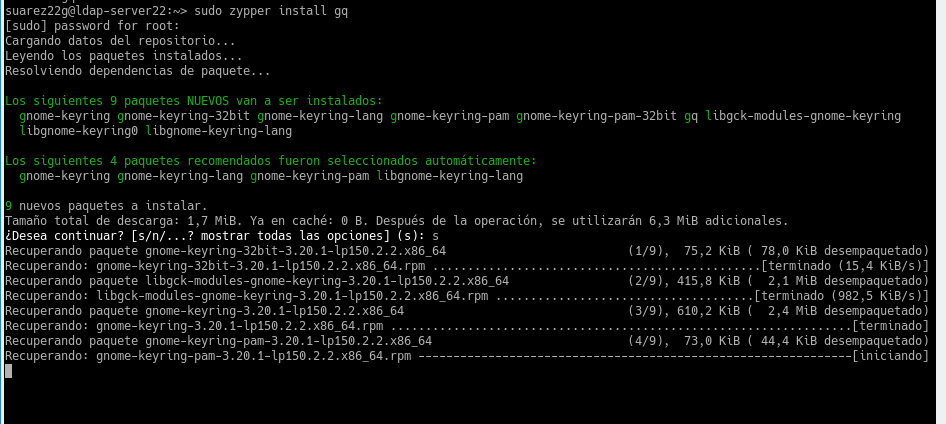 suarez22g@ldap-server22:~> sudo zypper install gq
[sudo] password for root:
Cargando datos del repositorio...
Leyendo los paquetes instalados...
Resolviendo dependencias de paquete...
Los siguientes 9 paquetes NUEVOS van a ser instalados:
gnome-keyring gnome-keyring-32bit gnome-keyring-lang gnome-keyring-pam gnome-keyring-pam-32bit gq libgck-modules-gnome-keyring
libgnome-keyring0 libgnome-keyring-lang
Los siguientes 4 paquetes recomendados fueron seleccionados automáticamente:
gnome-keyring gnome-keyring-lang gnome-keyring-pam libgnome-keyring-lang
9 nuevos paquetes a instalar.
Tamaño total de descarga: 1,7 MiB. Ya en caché: 0 B. Después de la operación, se utilizarán 6,3 MiB adicionales.
¿Desea continuar? [s/n/...? mostrar todas las opciones] (s): s
Recuperando paquete gnome-keyring-32bit-3.20.1-lp150.2.2.x86_64 (1/9), 75,2 KiB ( 78,0 KiB desempaquetado)
Recuperando: gnome-keyring-32bit-3.20.1-lp150.2.2.x86_64.rpm ...............................................[terminado (15,4 KiB/s)]
Recuperando paquete libgck-modules-gnome-keyring-3.20.1-lp150.2.2.x86_64 (2/9), 415,8 KiB ( 2,1 MiB desempaquetado)
Recuperando: libgck-modules-gnome-keyring-3.20.1-lp150.2.2.x86_64.rpm .....................................[terminado (982,5 KiB/s)]
Recuperando paquete gnome-keyring-3.20.1-lp150.2.2.x86_64 (3/9), 610,2 KiB ( 2,4 MiB desempaquetado)
Recuperando: gnome-keyring-3.20.1-lp150.2.2.x86_64.rpm ..................................................................[terminado]
Recuperando paquete gnome-keyring-pam-3.20.1-lp150.2.2.x86_64 (4/9), 73,0 KiB ( 44,4 KiB desempaquetado)
Recuperando: gnome-keyring-pam-3.20.1-lp150.2.2.x86_64.rpm --------------------------------------------------------------[iniciando]